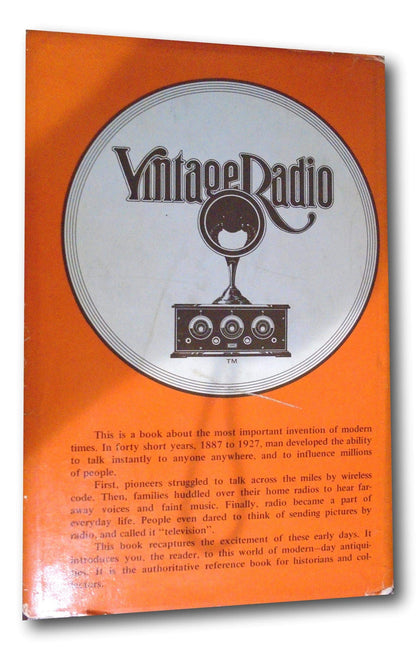 Vintage Radio
TM
This is a book about the most important invention of modern
times. In forty short years, 1887 to 1927, man developed the ability
to talk instantly to anyone anywhere, and to influence millions
of people.
First, pioneers struggled to talk across the miles by wireless
code. Then, families huddled over their home radios to hear far-
away voices and faint music. Finally, radio became a part of
everyday life. People even dared to think of sending pictures by
radio, and called it "television".
This book recaptures the excitement of these early days. It
introduces you, the reader, to this world of modern-day antiqui-
ties. It is the authoritative reference book for historians and col-
lectors.